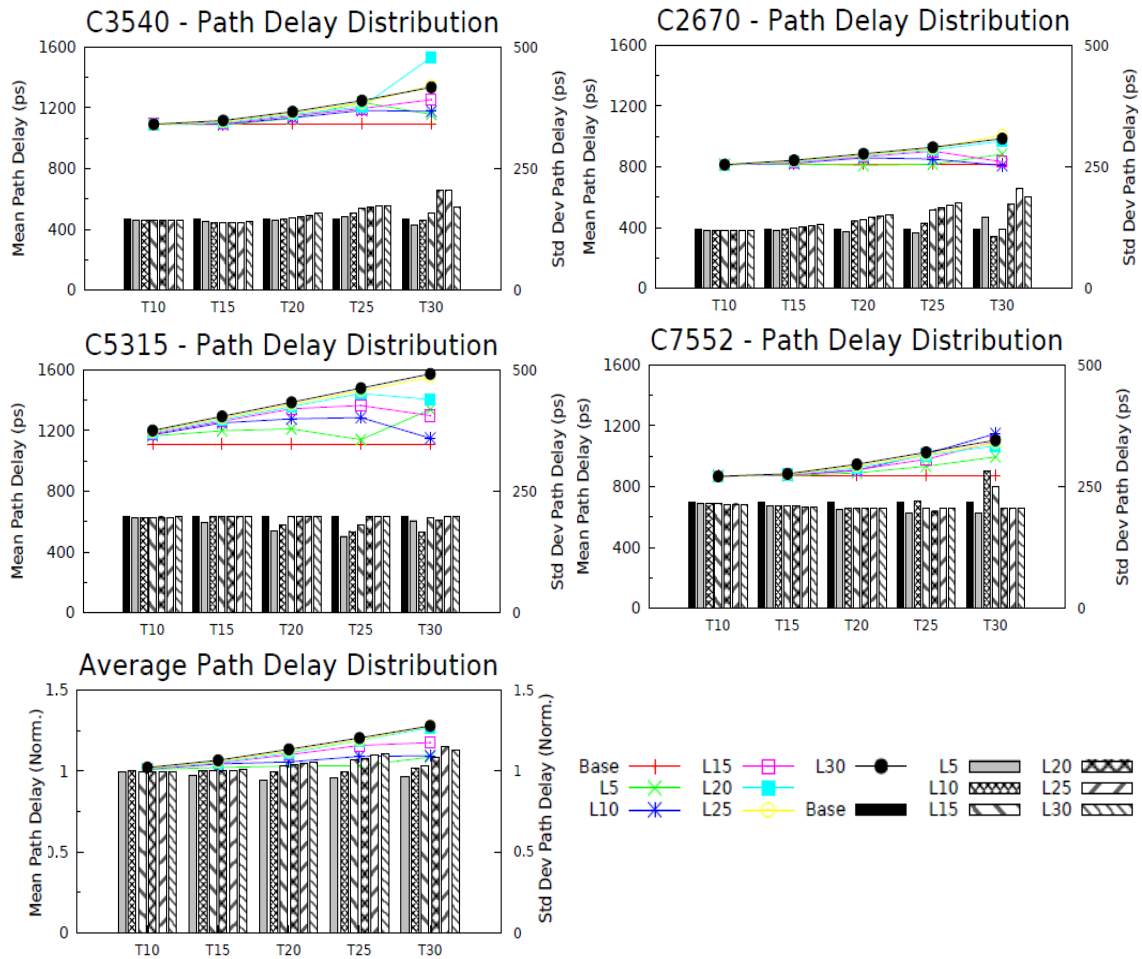 C3540 - Path Delay Distribution
Mean Path Delay (ps)
1600
1200
800
400
0
500
250
0
Std Dev Path Delay (ps)
T10 T15 T20 T25 T30
C2670 - Path Delay Distribution
Mean Path Delay (ps)
1600
1200
800
400
0
500
250
0
Std Dev Path Delay (ps)
T10 T15 T20 T25 T30
C5315 - Path Delay Distribution
Mean Path Delay (ps)
1600
1200
800
400
0
500
250
0
Std Dev Path Delay (ps)
T10 T15 T20 T25 T30
C7552 - Path Delay Distribution
Mean Path Delay (ps)
1600
1200
800
400
0
500
250
0
Std Dev Path Delay (ps)
T10 T15 T20 T25 T30
Average Path Delay Distribution
Mean Path Delay (Norm.)
1.5
1
0.5
0
1.5
1
0.5
0
Std Dev Path Delay (Norm.)
T10 T15 T20 T25 T30
Base L15 L30 L5 L20
L5 L20 L10 L25
L10 L25 Base L15 L30